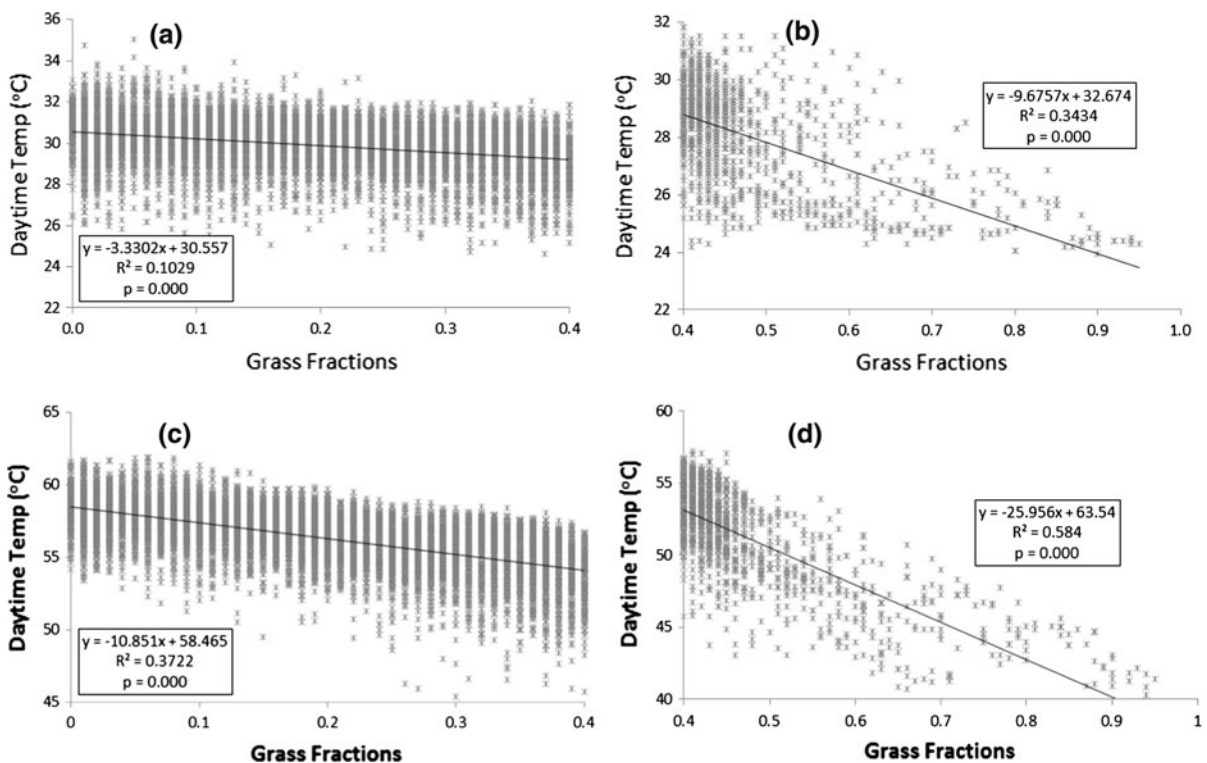 (a)
Daytime Temp (°C)
36
34
32
30
28
26
24
22
y = -3.3302x + 30.557
R² = 0.1029
p = 0.000
0.0 0.1 0.2 0.3 0.4
Grass Fractions
(b)
Daytime Temp (°C)
32
30
28
26
24
22
y = -9.6757x + 32.674
R² = 0.3434
p = 0.000
0.4 0.5 0.6 0.7 0.8 0.9 1.0
Grass Fractions
(c)
Daytime Temp (°C)
65
60
55
50
45
y = -10.851x + 58.465
R² = 0.3722
p = 0.000
0 0.1 0.2 0.3 0.4
Grass Fractions
(d)
Daytime Temp (°C)
60
55
50
45
40
y = -25.956x + 63.54
R² = 0.584
p = 0.000
0.4 0.5 0.6 0.7 0.8 0.9 1
Grass Fractions